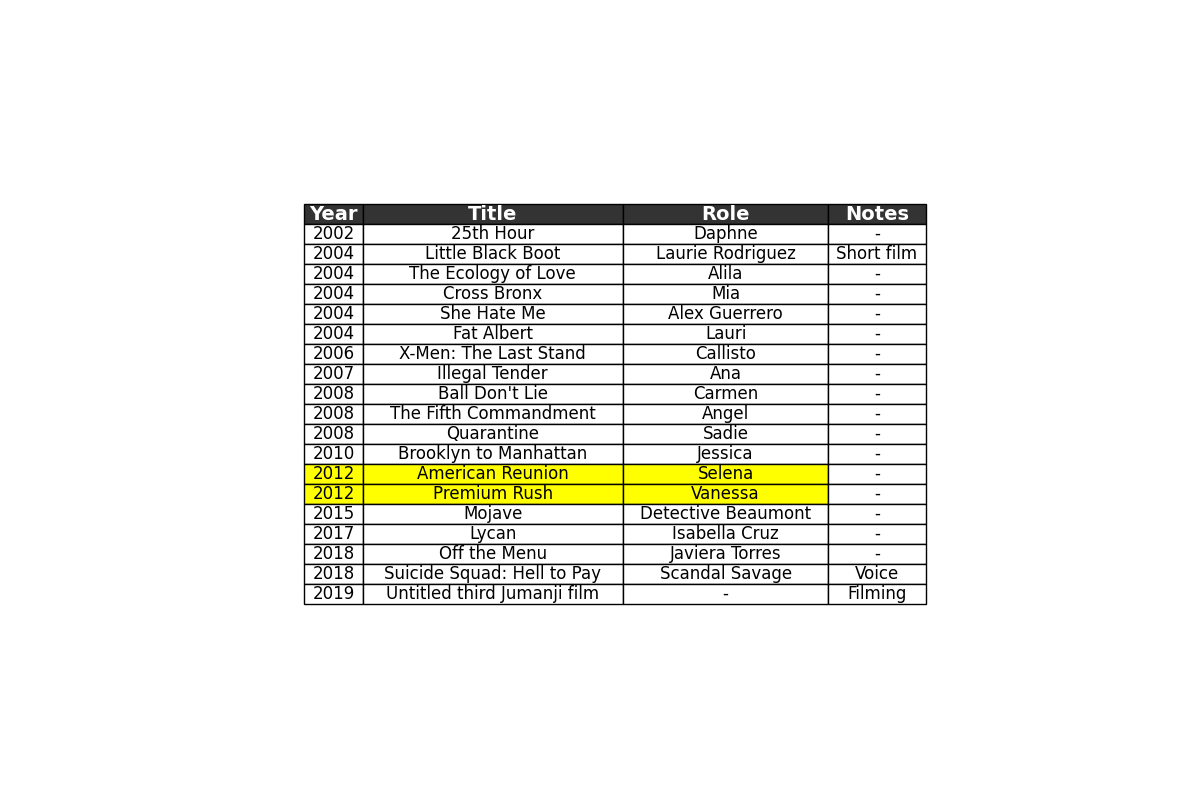 Year Title Role Notes
2002 25th Hour Daphne -
2004 Little Black Boot Laurie Rodriguez Short film
2004 The Ecology of Love Alila -
2004 Cross Bronx Mia -
2004 She Hate Me Alex Guerrero -
2004 Fat Albert Lauri -
2006 X-Men: The Last Stand Callisto -
2007 Illegal Tender Ana -
2008 Ball Don't Lie Carmen -
2008 The Fifth Commandment Angel -
2008 Quarantine Sadie -
2010 Brooklyn to Manhattan Jessica -
2012 American Reunion Selena -
2012 Premium Rush Vanessa -
2015 Mojave Detective Beaumont -
2017 Lycan Isabella Cruz -
2018 Off the Menu Javiera Torres -
2018 Suicide Squad: Hell to Pay Scandal Savage Voice
2019 Untitled third Jumanji film - Filming